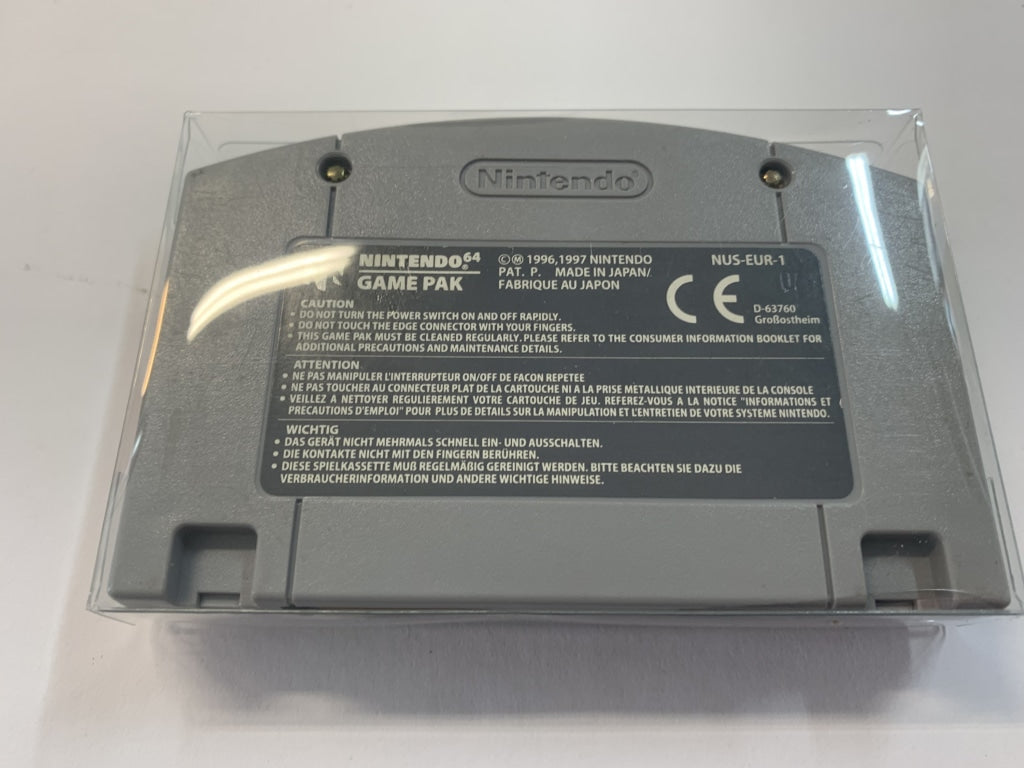 Nintendo®
NINTENDO®64
GAME PAK
©Ⓜ 1996,1997 NINTENDO
PAT. P. MADE IN JAPAN/
FABRIQUE AU JAPON
NUS-EUR-1
CE
D-63760
Großostheim
CAUTION
• DO NOT TURN THE POWER SWITCH ON AND OFF RAPIDLY.
• DO NOT TOUCH THE EDGE CONNECTOR WITH YOUR FINGERS.
• THIS GAME PAK MUST BE CLEANED REGULARLY. PLEASE REFER TO THE CONSUMER INFORMATION BOOKLET FOR
ADDITIONAL PRECAUTIONS AND MAINTENANCE DETAILS.
ATTENTION
• NE PAS MANIPULER L'INTERRUPTEUR ON/OFF DE FACON REPETEE
• NE PAS TOUCHER AU CONNECTEUR PLAT DE LA CARTOUCHE NI A LA PRISE METALLIQUE INTERIEURE DE LA CONSOLE
• VEILLEZ A NETTOYER REGULIEREMENT VOTRE CARTOUCHE DE JEU. REFEREZ-VOUS A LA NOTICE "INFORMATIONS ET
PRECAUTIONS D'EMPLOI" POUR PLUS DE DETAILS SUR LA MANIPULATION ET L'ENTRETIEN DE VOTRE SYSTEME NINTENDO.
WICHTIG
• DAS GERÄT NICHT MEHRMALS SCHNELL EIN- UND AUSSCHALTEN.
• DIE KONTAKTE NICHT MIT DEN FINGERN BERÜHREN.
• DIESE SPIELKASSETTE MUß REGELMÄßIG GEREINIGT WERDEN. BITTE BEACHTEN SIE DAZU DIE
VERBRAUCHERINFORMATION UND ANDERE WICHTIGE HINWEISE.